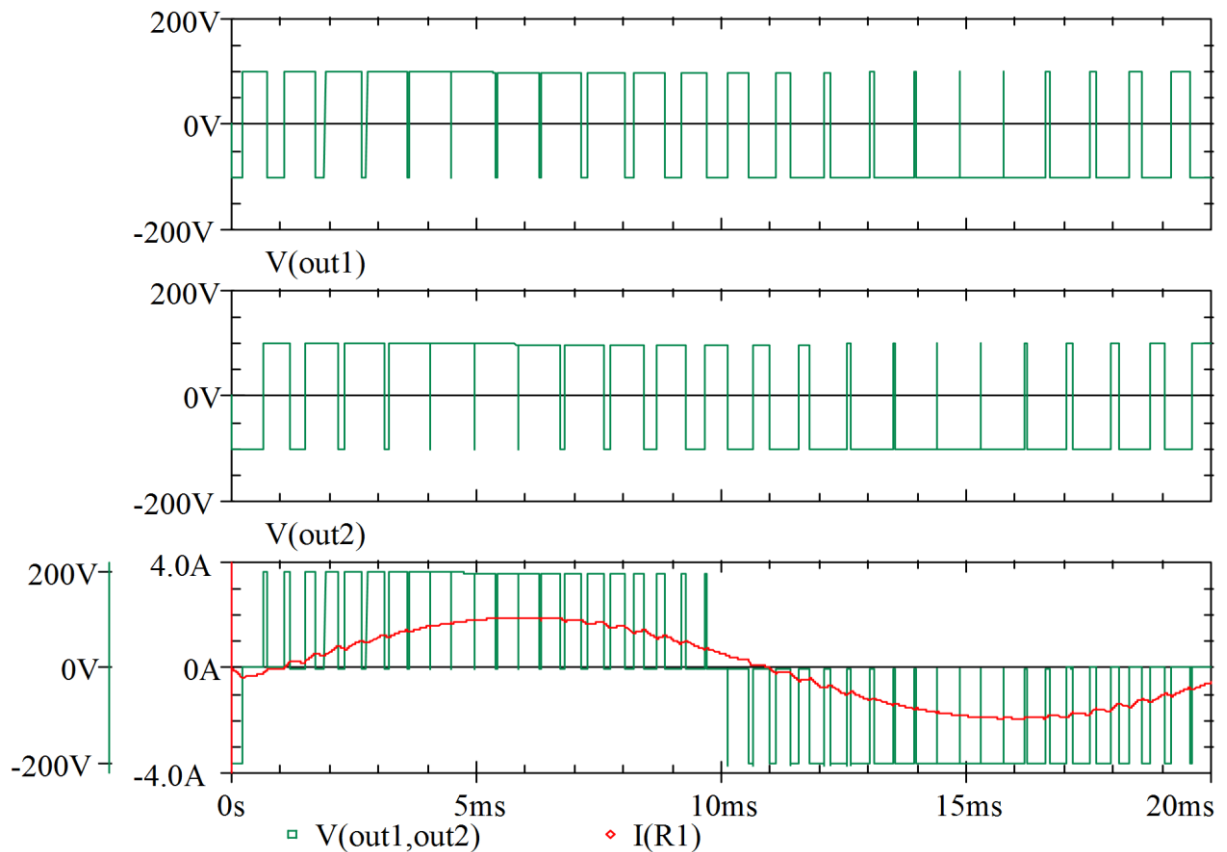 200V
0V
-200V
V(out1)
200V
0V
-200V
V(out2)
200V 4.0A
0V 0A
-200V -4.0A
0s 5ms 10ms 15ms 20ms
V(out1,out2) I(R1)